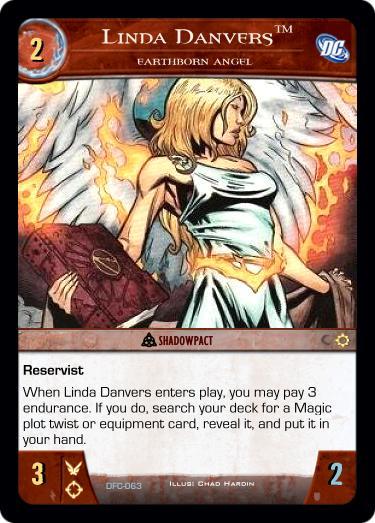 2
LINDA DANVERS™
DC
EARTHBORN ANGEL
SHADOWPACT
Reservist
When Linda Danvers enters play, you may pay 3
endurance. If you do, search your deck for a Magic
plot twist or equipment card, reveal it, and put it in
your hand.
3
DFC-063
ILLUS: CHAD HARDIN
2